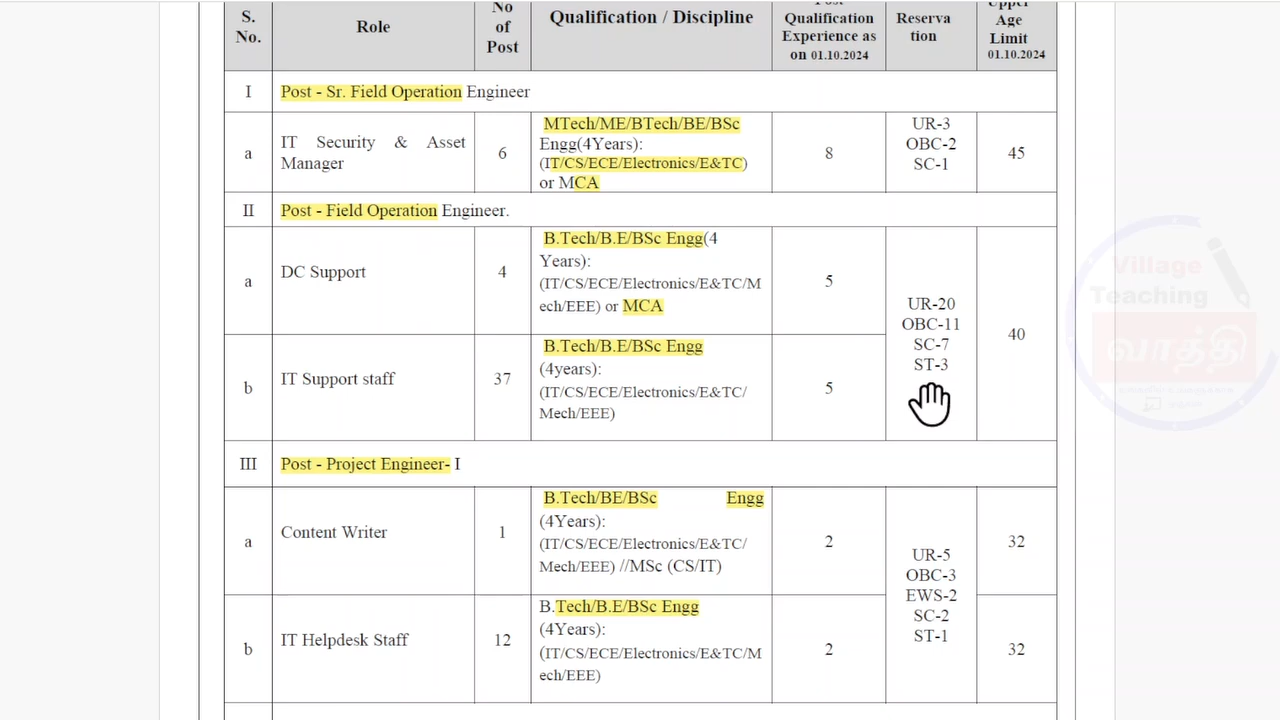 S. No.
Role
No of Post
Qualification / Discipline
Qualification
Experience as
on 01.10.2024
Reserva
tion
Upper
Age
Limit
01.10.2024
I
Post - Sr. Field Operation Engineer
a
IT Security & Asset
Manager
6
MTech/ME/BTech/BE/BSc
Engg(4Years):
(IT/CS/ECE/Electronics/E&TC)
or MCA
8
UR-3
OBC-2
SC-1
45
II
Post - Field Operation Engineer.
a
DC Support
4
B.Tech/B.E/BSc Engg(4
Years):
(IT/CS/ECE/Electronics/E&TC/M
ech/EEE) or MCA
5
UR-20
OBC-11
SC-7
ST-3
40
b
IT Support staff
37
B.Tech/B.E/BSc Engg
(4years):
(IT/CS/ECE/Electronics/E&TC/
Mech/EEE)
5
III
Post - Project Engineer- I
a
Content Writer
1
B.Tech/BE/BSc Engg
(4Years):
(IT/CS/ECE/Electronics/E&TC/
Mech/EEE) //MSc (CS/IT)
2
UR-5
OBC-3
EWS-2
SC-2
ST-1
32
b
IT Helpdesk Staff
12
B.Tech/B.E/BSc Engg
(4Years):
(IT/CS/ECE/Electronics/E&TC/M
ech/EEE)
2
32
Village
Teaching
வாத்தி